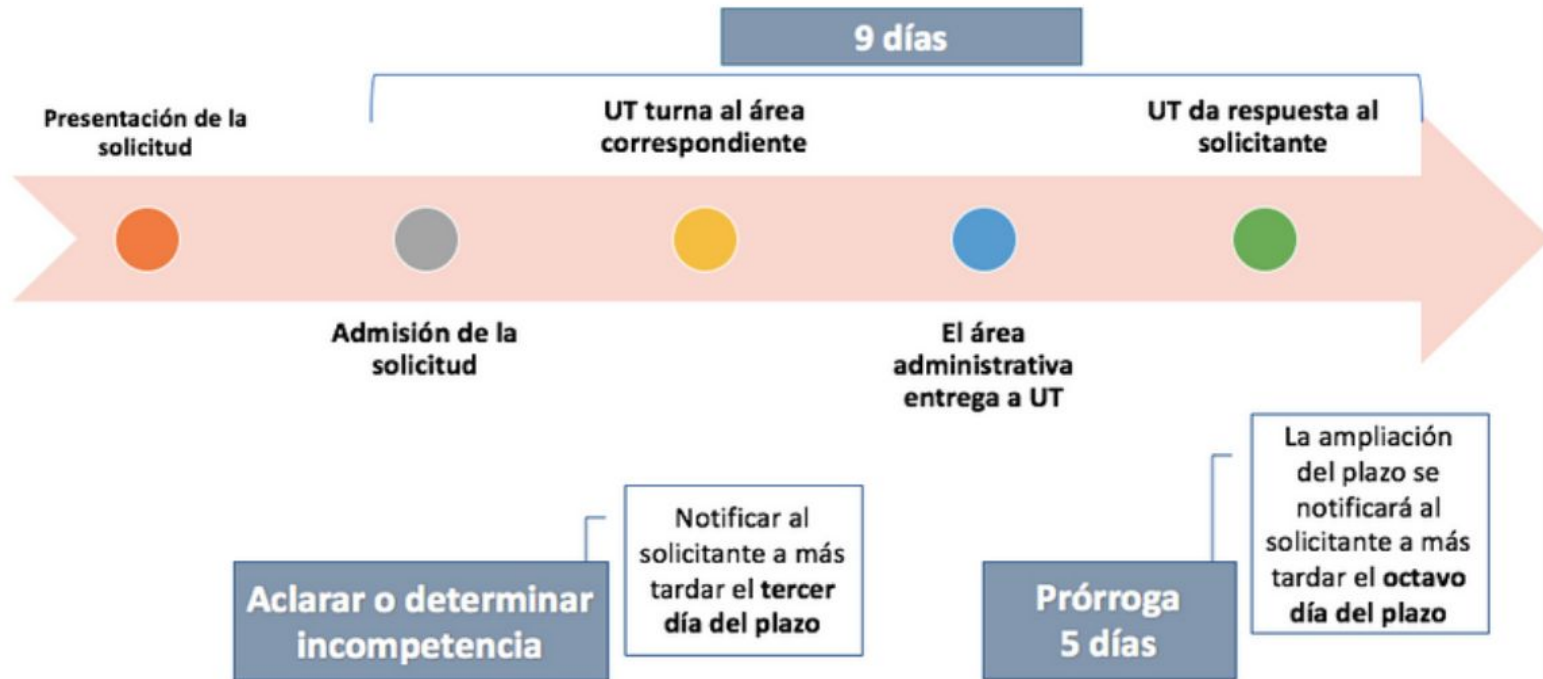 9 días
Presentación de la
solicitud
UT turna al área
correspondiente
UT da respuesta al
solicitante
Admisión de la
solicitud
El área
administrativa
entrega a UT
Aclarar o determinar
incompetencia
Notificar al
solicitante a más
tardar el tercer
día del plazo
Prórroga
5 días
La ampliación
del plazo se
notificará al
solicitante a más
tardar el octavo
día del plazo